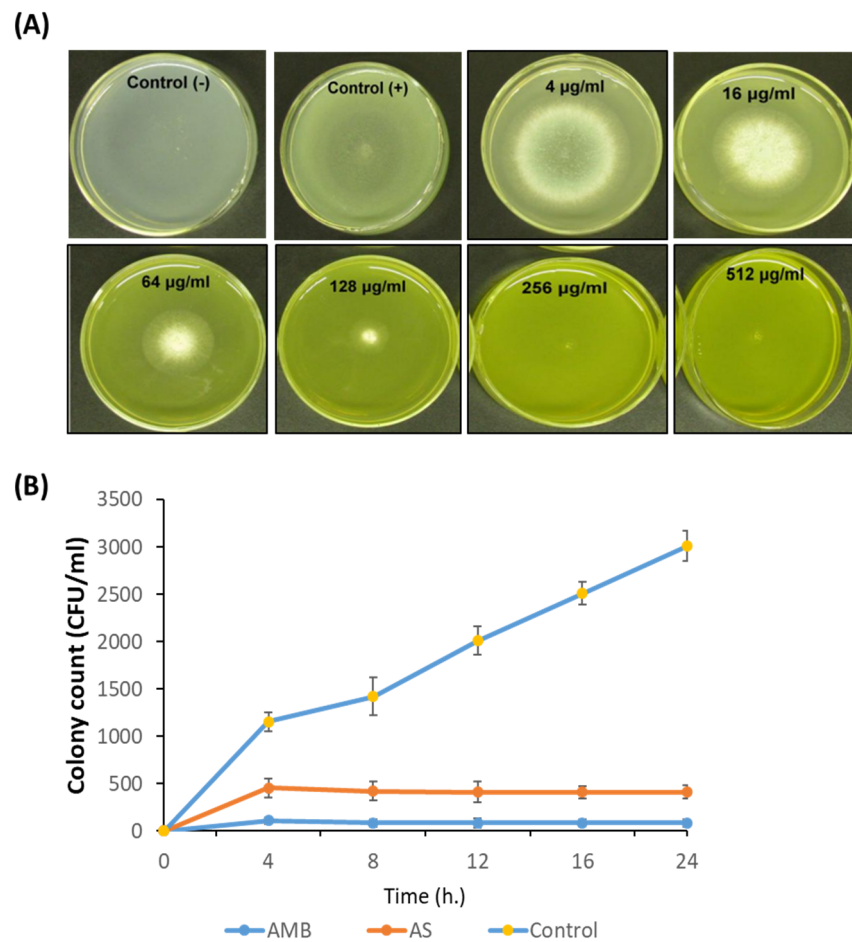 (A)
Control (-)
Control (+)
4 µg/ml
16 µg/ml
64 µg/ml
128 µg/ml
256 µg/ml
512 µg/ml
(B)
3500
3000
2500
2000
1500
1000
500
0
Colony count (CFU/ml)
0 4 8 12 16 24
Time (h.)
AMB AS Control